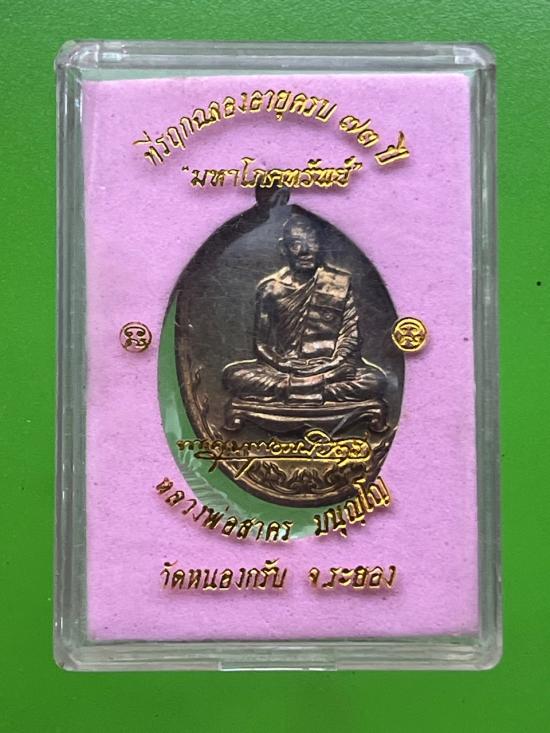 ที่รฤกฉลองอายุครบ ๗๓ ปี
"มหาโภคทรัพย์"
หลวงพ่อสาคร มนุญฺโญ
วัดหนองกรับ จ.ระยอง